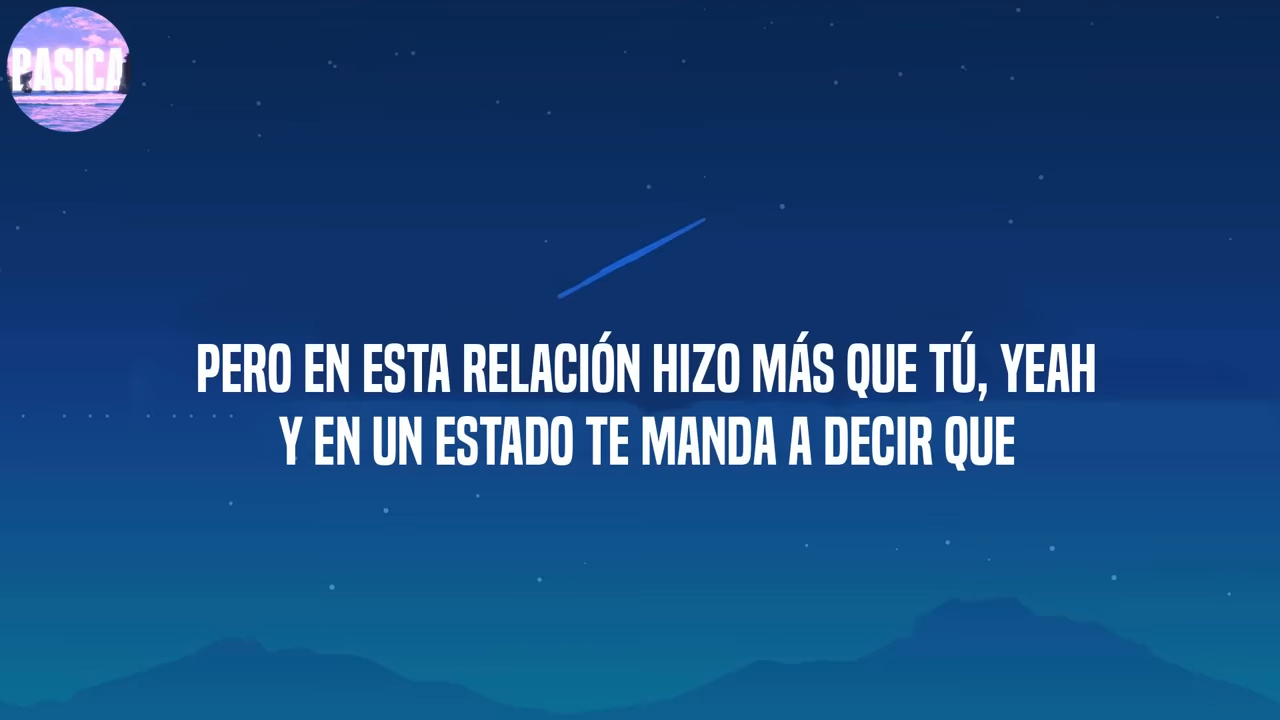 PASICA
PERO EN ESTA RELACIÓN HIZO MÁS QUE TÚ, YEAH
Y EN UN ESTADO TE MANDA A DECIR QUE